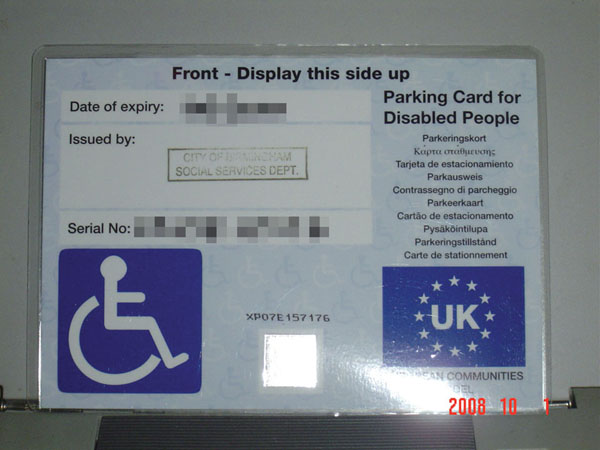 Front - Display this side up
Date of expiry:
Parking Card for
Disabled People
Issued by:
CITY OF BIRMINGHAM
SOCIAL SERVICES DEPT.
Parkeringskort
Κάρτα στάθμευσης
Tarjeta de estacionamiento
Parkausweis
Contrassegno di parcheggio
Parkeerkaart
Cartão de estacionamento
Pysäköintilupa
Parkeringstillstånd
Carte de stationnement
Serial No:
XP07E157176
UK
COMMUNITIES
2008 10 1